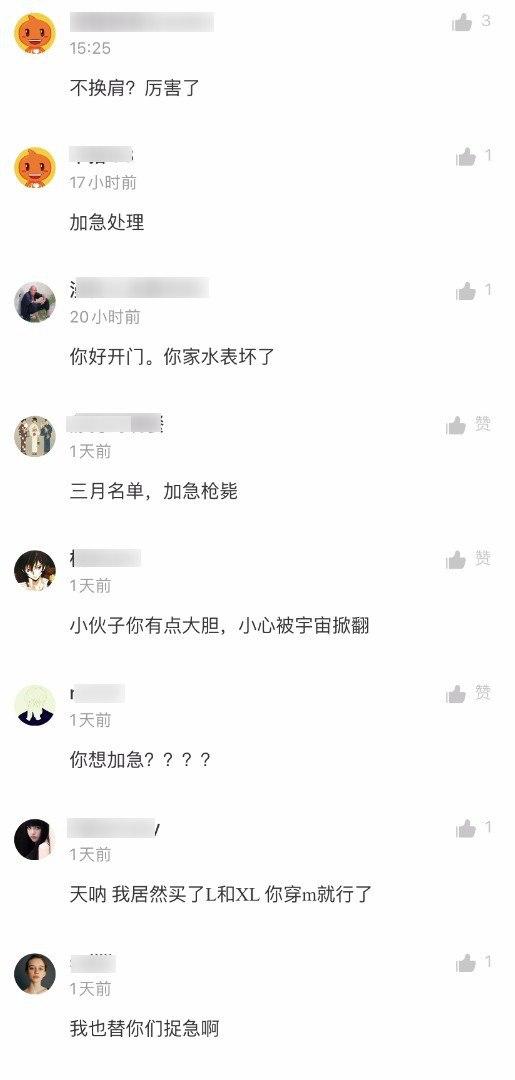 3
15:25
不换肩？厉害了
1
17小时前
加急处理
1
20小时前
你好开门。你家水表坏了
赞
1天前
三月名单，加急枪毙
赞
1天前
小伙子你有点大胆，小心被宇宙掀翻
赞
1天前
你想加急？？？？
1
1天前
天呐 我居然买了L和XL 你穿m就行了
1
1天前
我也替你们捉急啊